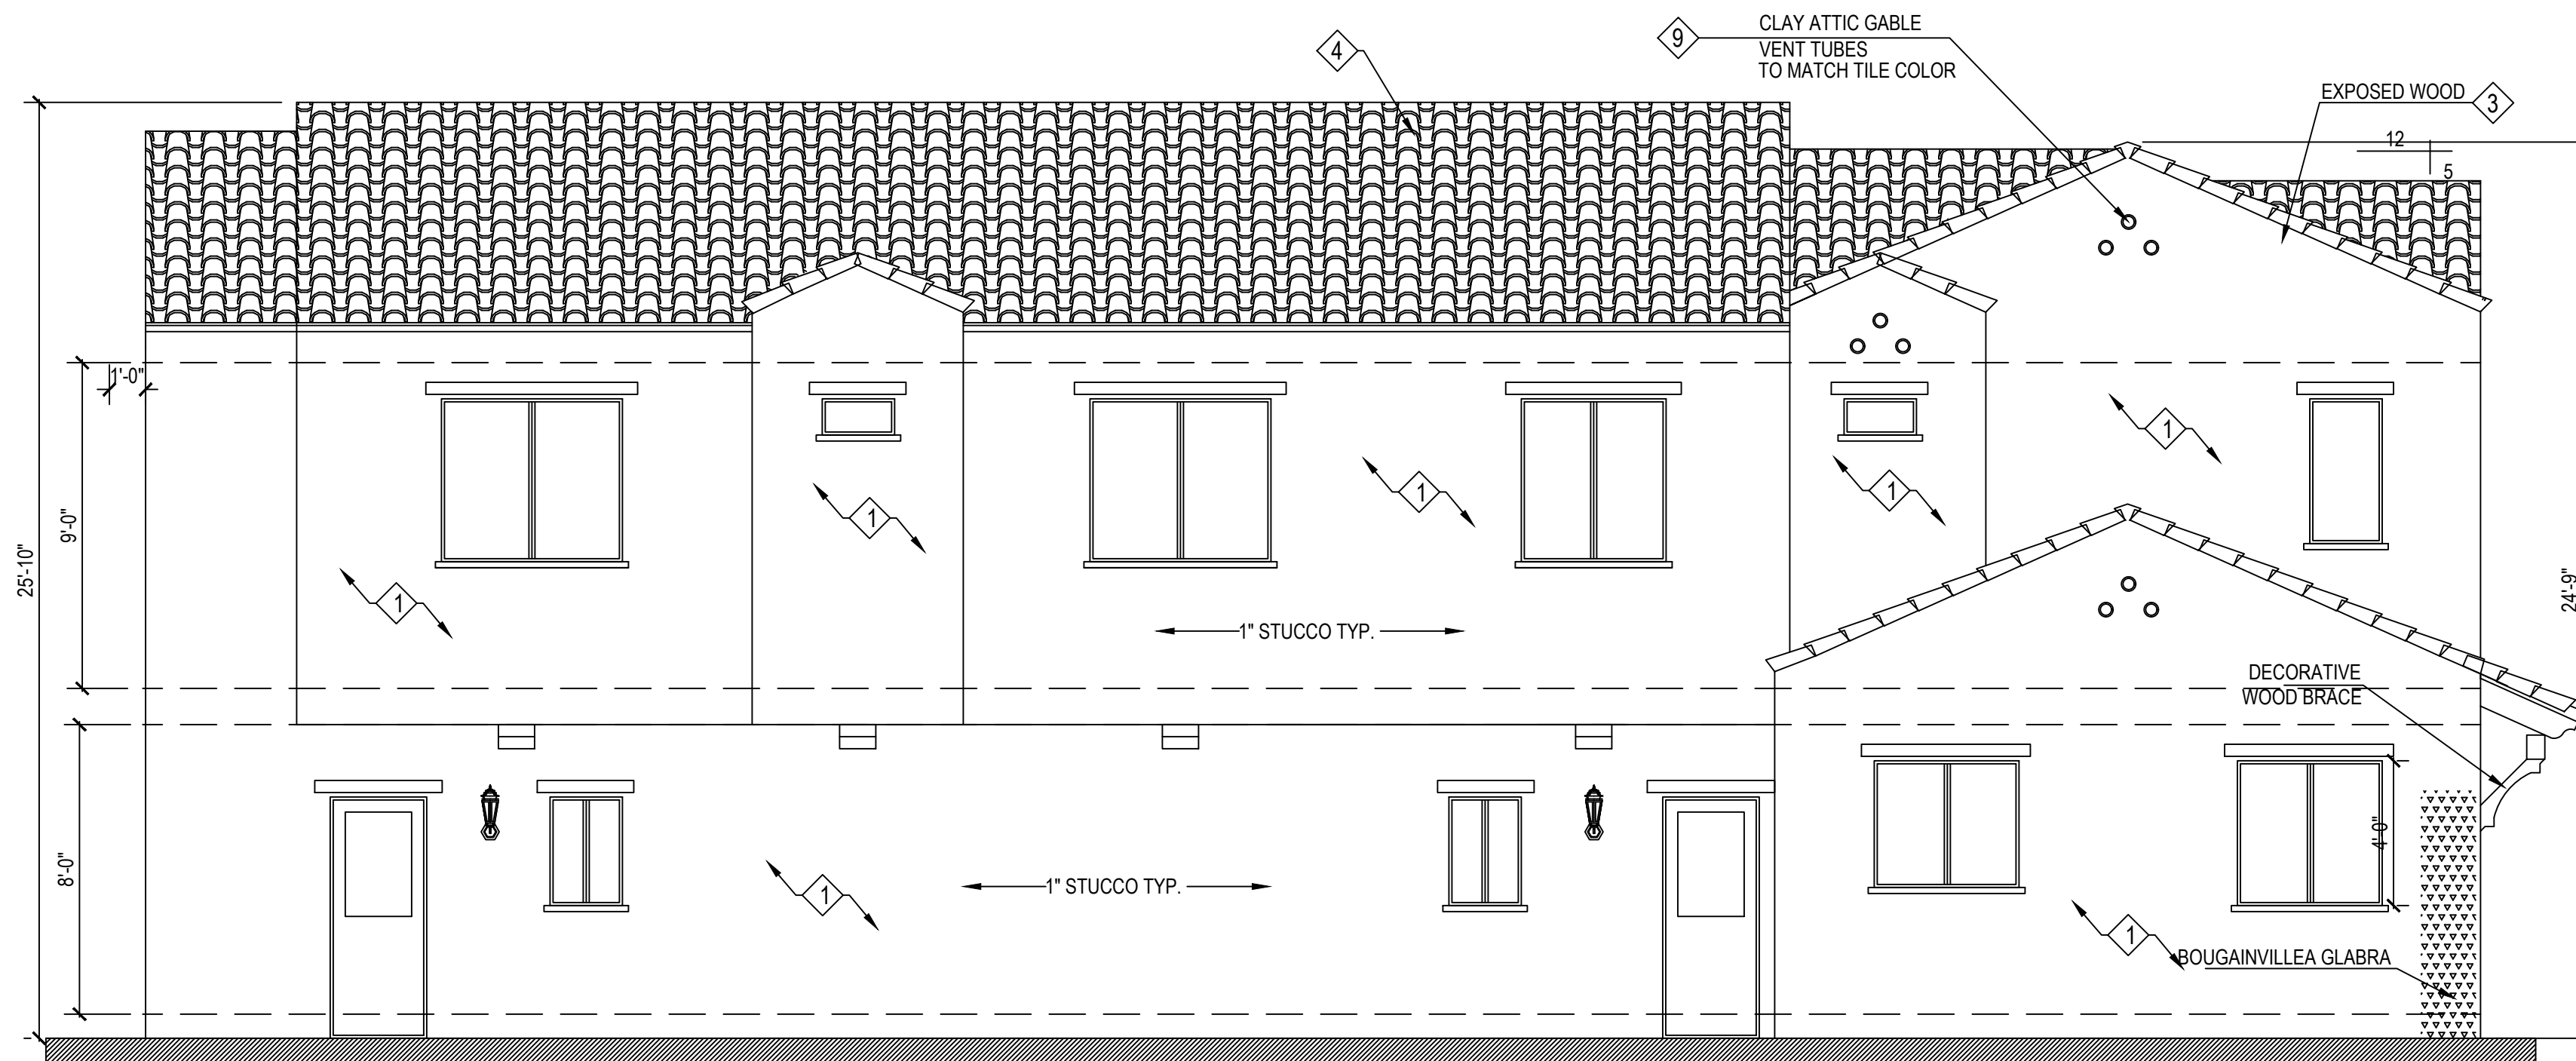 CLAY ATTIC GABLE
VENT TUBES
TO MATCH TILE COLOR
9
4
EXPOSED WOOD
3
12
5
1'-0"
9'-0"
25'-10"
8'-0"
24'-9"
1
1
1
1
1
1" STUCCO TYP.
DECORATIVE
WOOD BRACE
4'-0"
1
1" STUCCO TYP.
1
BOUGAINVILLEA GLABRA